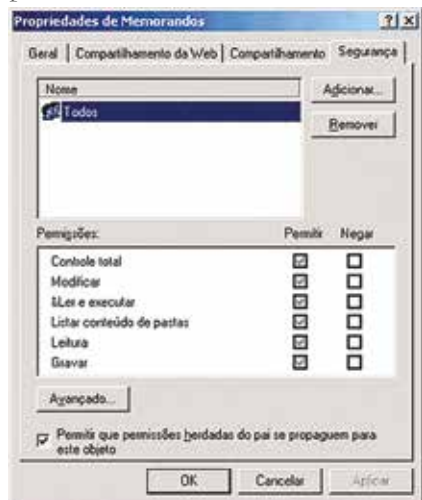 Propriedades de Memorandos
Geral Compartilhamento da Web Compartilhamento Segurança
Nome
Adicionar...
Todos
Remover
Permissões: Permitir Negar
Controle total
Modificar
&Ler e executar
Listar conteúdo de pastas
Leitura
Gravar
Avançado...
Permitir que permissões herdadas do pai se propaguem para
este objeto
OK Cancelar Aplicar